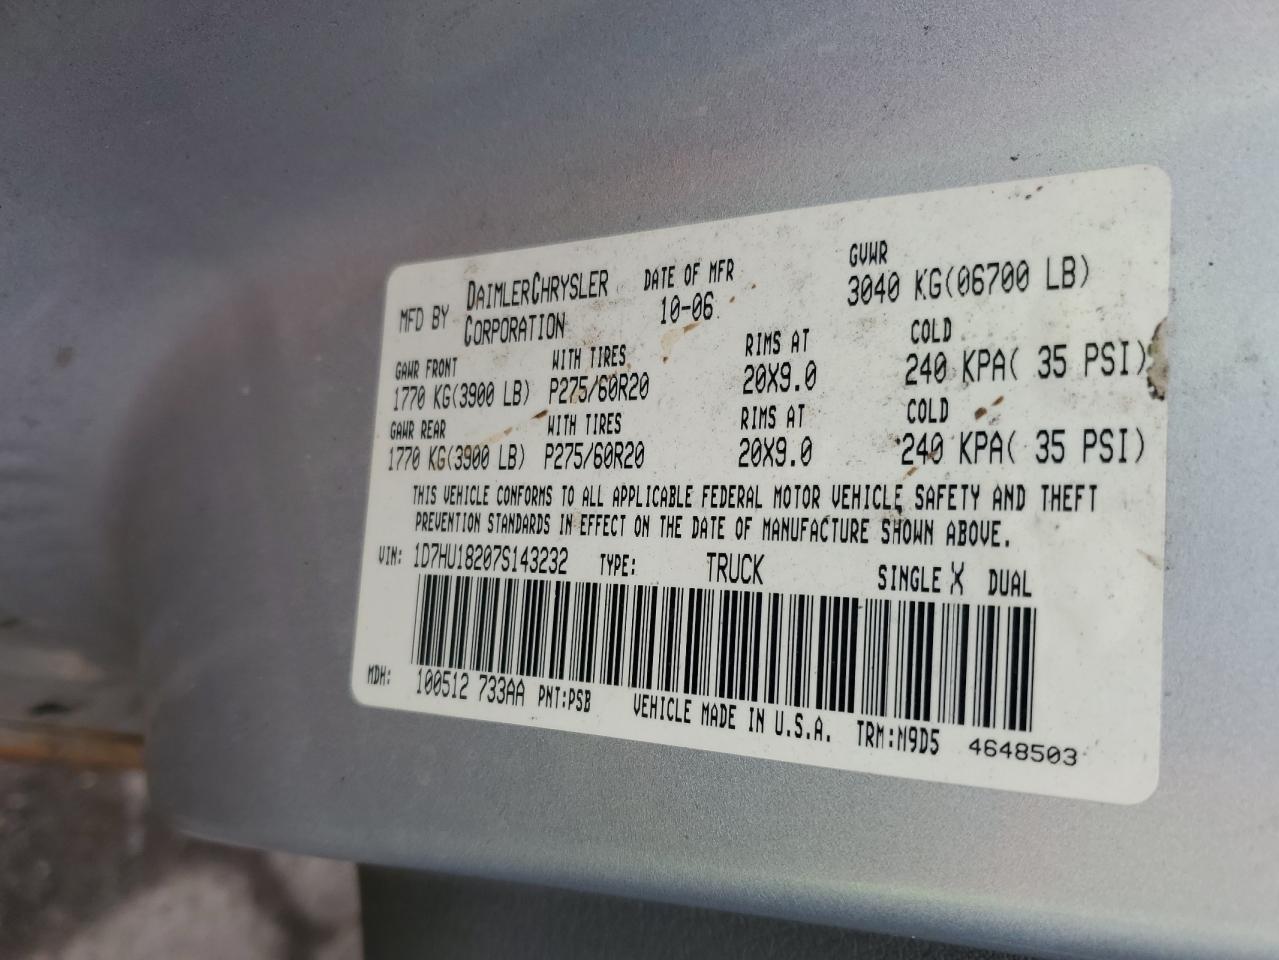 MFD BY DAIMLERCHRYSLER CORPORATION DATE OF MFR 10-06 GVWR 3040 KG(06700 LB)
GAWR FRONT WITH TIRES RIMS AT COLD
1770 KG(3900 LB) P275/60R20 20X9.0 240 KPA( 35 PSI)
GAWR REAR WITH TIRES RIMS AT COLD
1770 KG(3900 LB) P275/60R20 20X9.0 240 KPA( 35 PSI)
THIS VEHICLE CONFORMS TO ALL APPLICABLE FEDERAL MOTOR VEHICLE SAFETY AND THEFT
PREVENTION STANDARDS IN EFFECT ON THE DATE OF MANUFACTURE SHOWN ABOVE.
VIN: 1D7HU18207S143232 TYPE: TRUCK SINGLE X DUAL
MDH: 100512 733AA PNT:PSB VEHICLE MADE IN U.S.A. TRM:N9D5 4648503